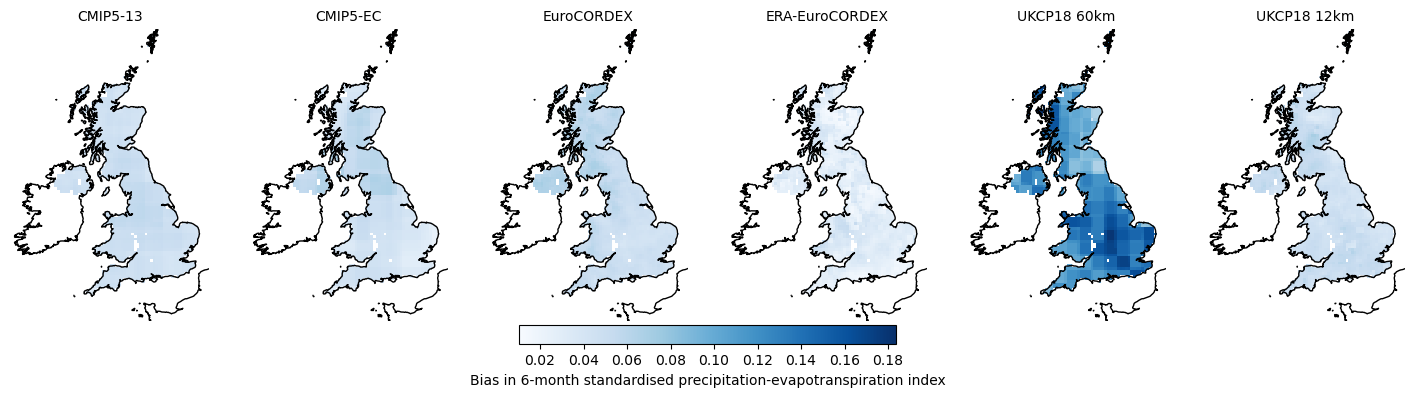 CMIP5-13
CMIP5-EC
EuroCORDEX
ERA-EuroCORDEX
UKCP18 60km
UKCP18 12km
0.02 0.04 0.06 0.08 0.10 0.12 0.14 0.16 0.18
Bias in 6-month standardised precipitation-evapotranspiration index